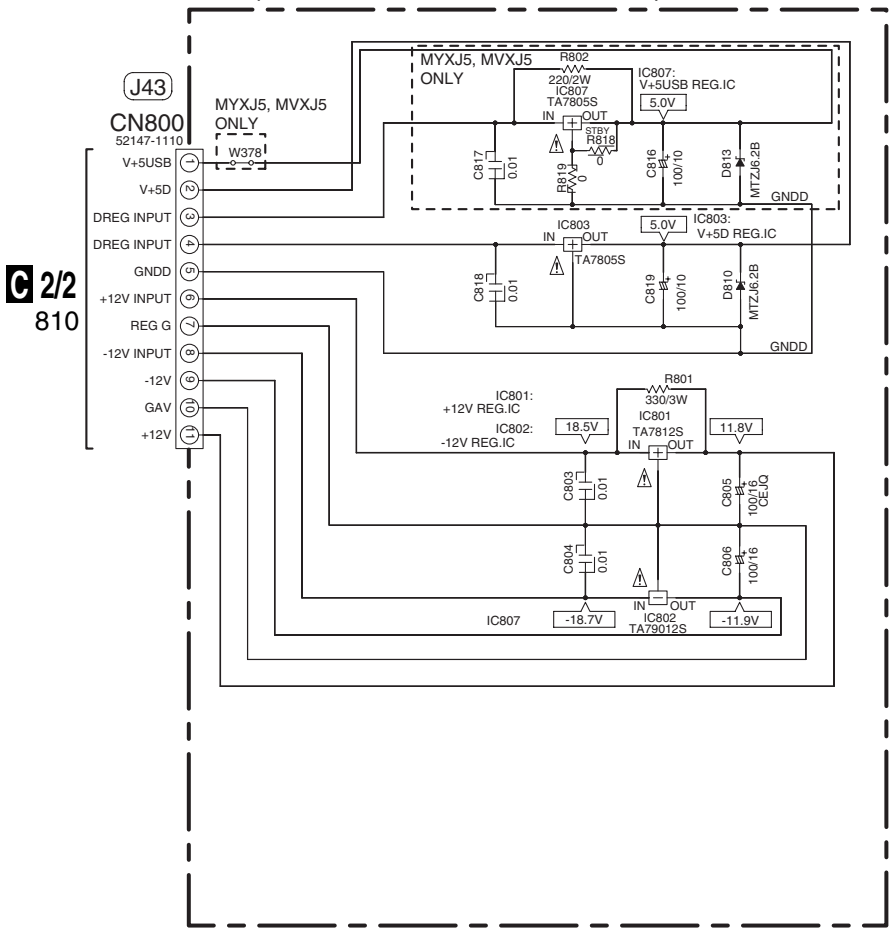 MYXJ5, MVXJ5
ONLY
R802
220/2W
IC807
TA7805S
IC807:
V+5USB REG.IC
5.0V
IN
+
OUT
STBY
R818
0
R819
0
C817
0.01
C816
100/10
D813
MTZJ6.2B
GNDD
J43
CN800
52147-1110
MYXJ5, MVXJ5
ONLY
W378
V+5USB 1
V+5D 2
DREG INPUT 3
DREG INPUT 4
GNDD 5
+12V INPUT 6
REG G 7
-12V INPUT 8
-12V 9
GAV 10
+12V 11
C 2/2
810
IC803
IN
+
OUT
TA7805S
5.0V
IC803:
V+5D REG.IC
C818
0.01
C819
100/10
D810
MTZJ6.2B
GNDD
IC801:
+12V REG.IC
IC802:
-12V REG.IC
R801
330/3W
IC801
TA7812S
18.5V
IN
+
OUT
11.8V
C803
0.01
C805
100/16
CEJQ
C804
0.01
C806
100/16
IC807
-18.7V
IN
−
OUT
IC802
TA79012S
-11.9V